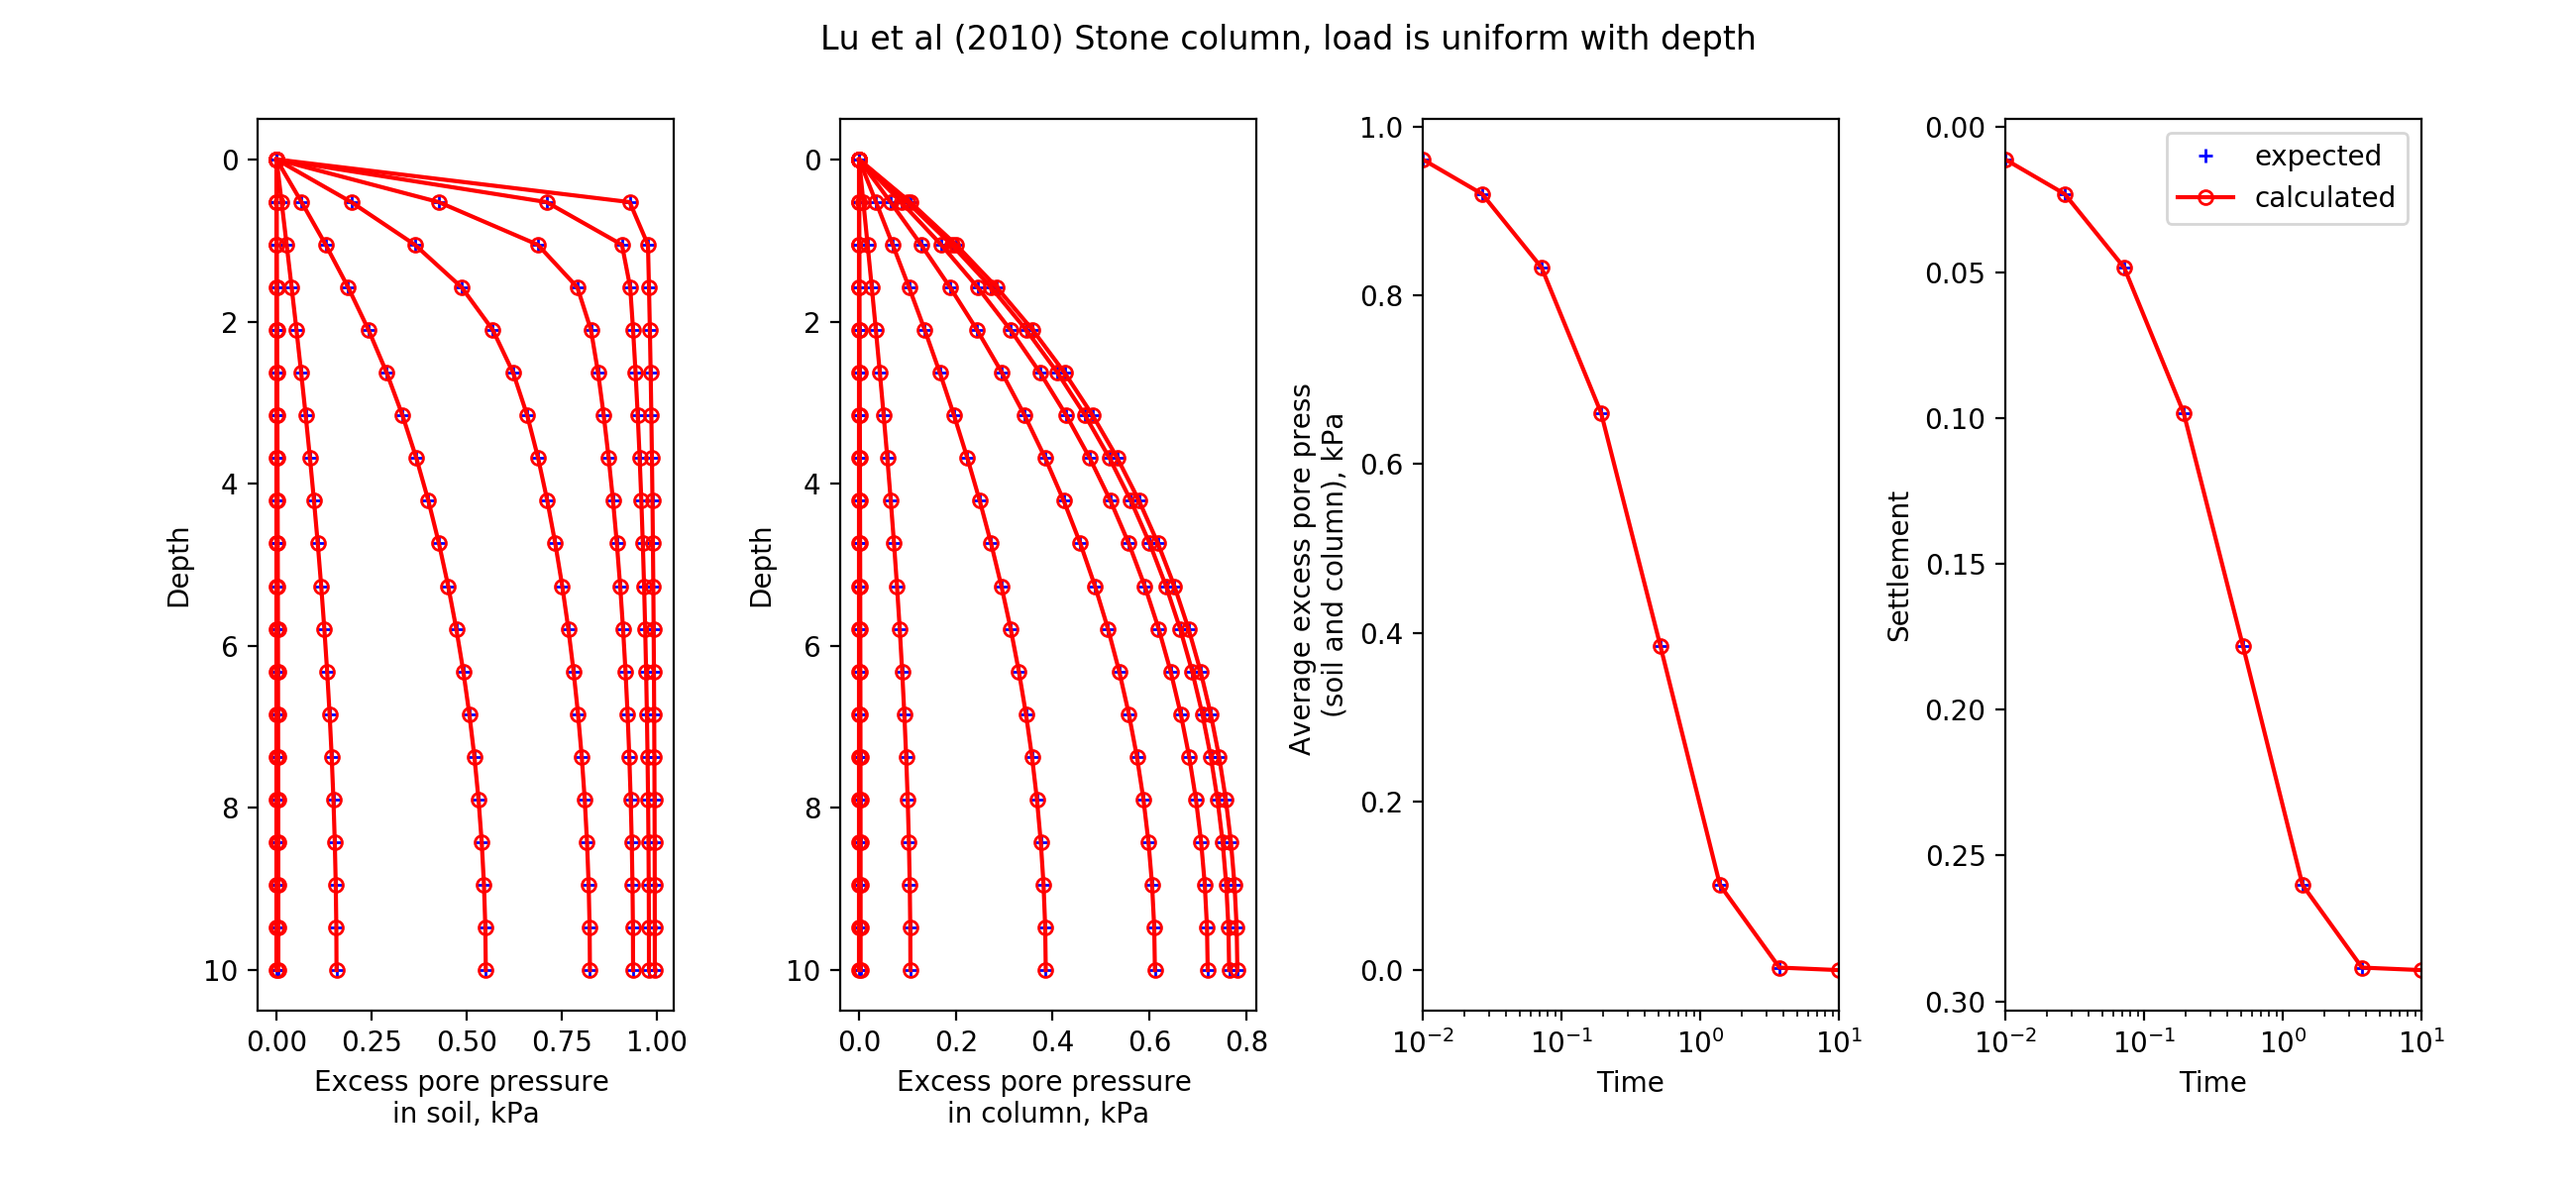 Lu et al (2010) Stone column, load is uniform with depth
0
2
4
6
8
10
Depth
0.00 0.25 0.50 0.75 1.00
Excess pore pressure
in soil, kPa
0
2
4
6
8
10
Depth
0.0 0.2 0.4 0.6 0.8
Excess pore pressure
in column, kPa
1.0
0.8
0.6
0.4
0.2
0.0
Average excess pore press
(soil and column), kPa
10⁻² 10⁻¹ 10⁰ 10¹
Time
0.00
0.05
0.10
0.15
0.20
0.25
0.30
Settlement
10⁻² 10⁻¹ 10⁰ 10¹
Time
expected
calculated